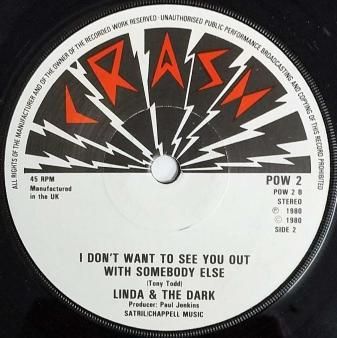 ALL RIGHTS OF THE MANUFACTURER AND OF THE OWNER OF THE RECORDED WORK RESERVED · UNAUTHORISED PUBLIC PERFORMANCE BROADCASTING AND COPYING OF THIS RECORD PROHIBITED
CRASH
45 RPM
Manufactured
in the UK
POW 2
POW 2 B
STEREO
℗ 1980
© 1980
SIDE 2
I DON'T WANT TO SEE YOU OUT
WITH SOMEBODY ELSE
(Tony Todd)
LINDA & THE DARK
Producer: Paul Jenkins
SATRIL/CHAPPELL MUSIC